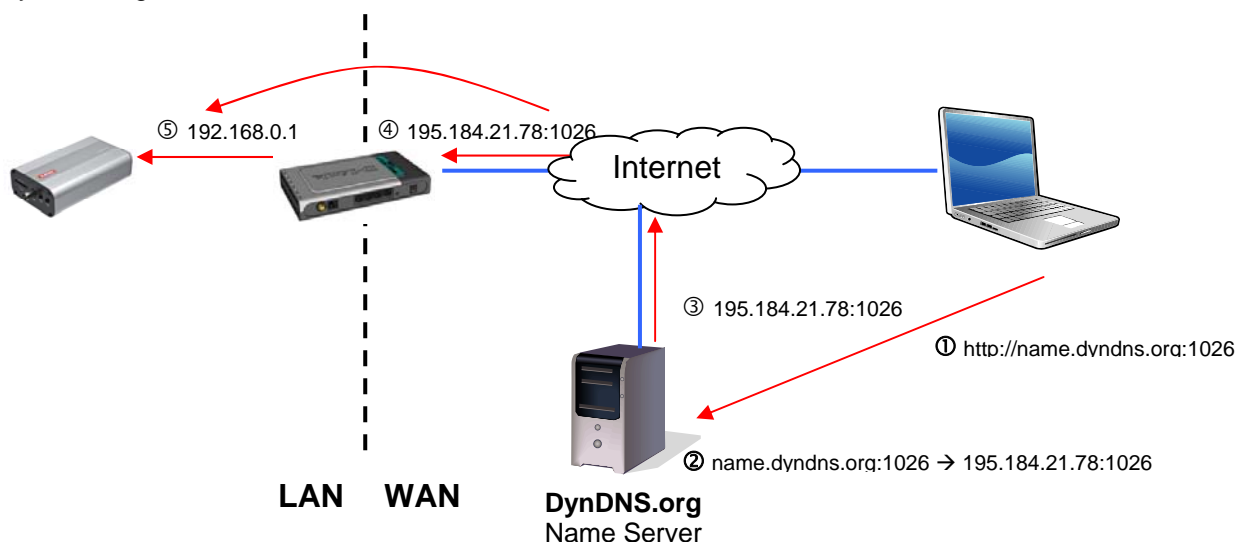 ⑤ 192.168.0.1
④ 195.184.21.78:1026
Internet
③ 195.184.21.78:1026
① http://name.dyndns.org:1026
② name.dyndns.org:1026 → 195.184.21.78:1026
LAN WAN
DynDNS.org
Name Server